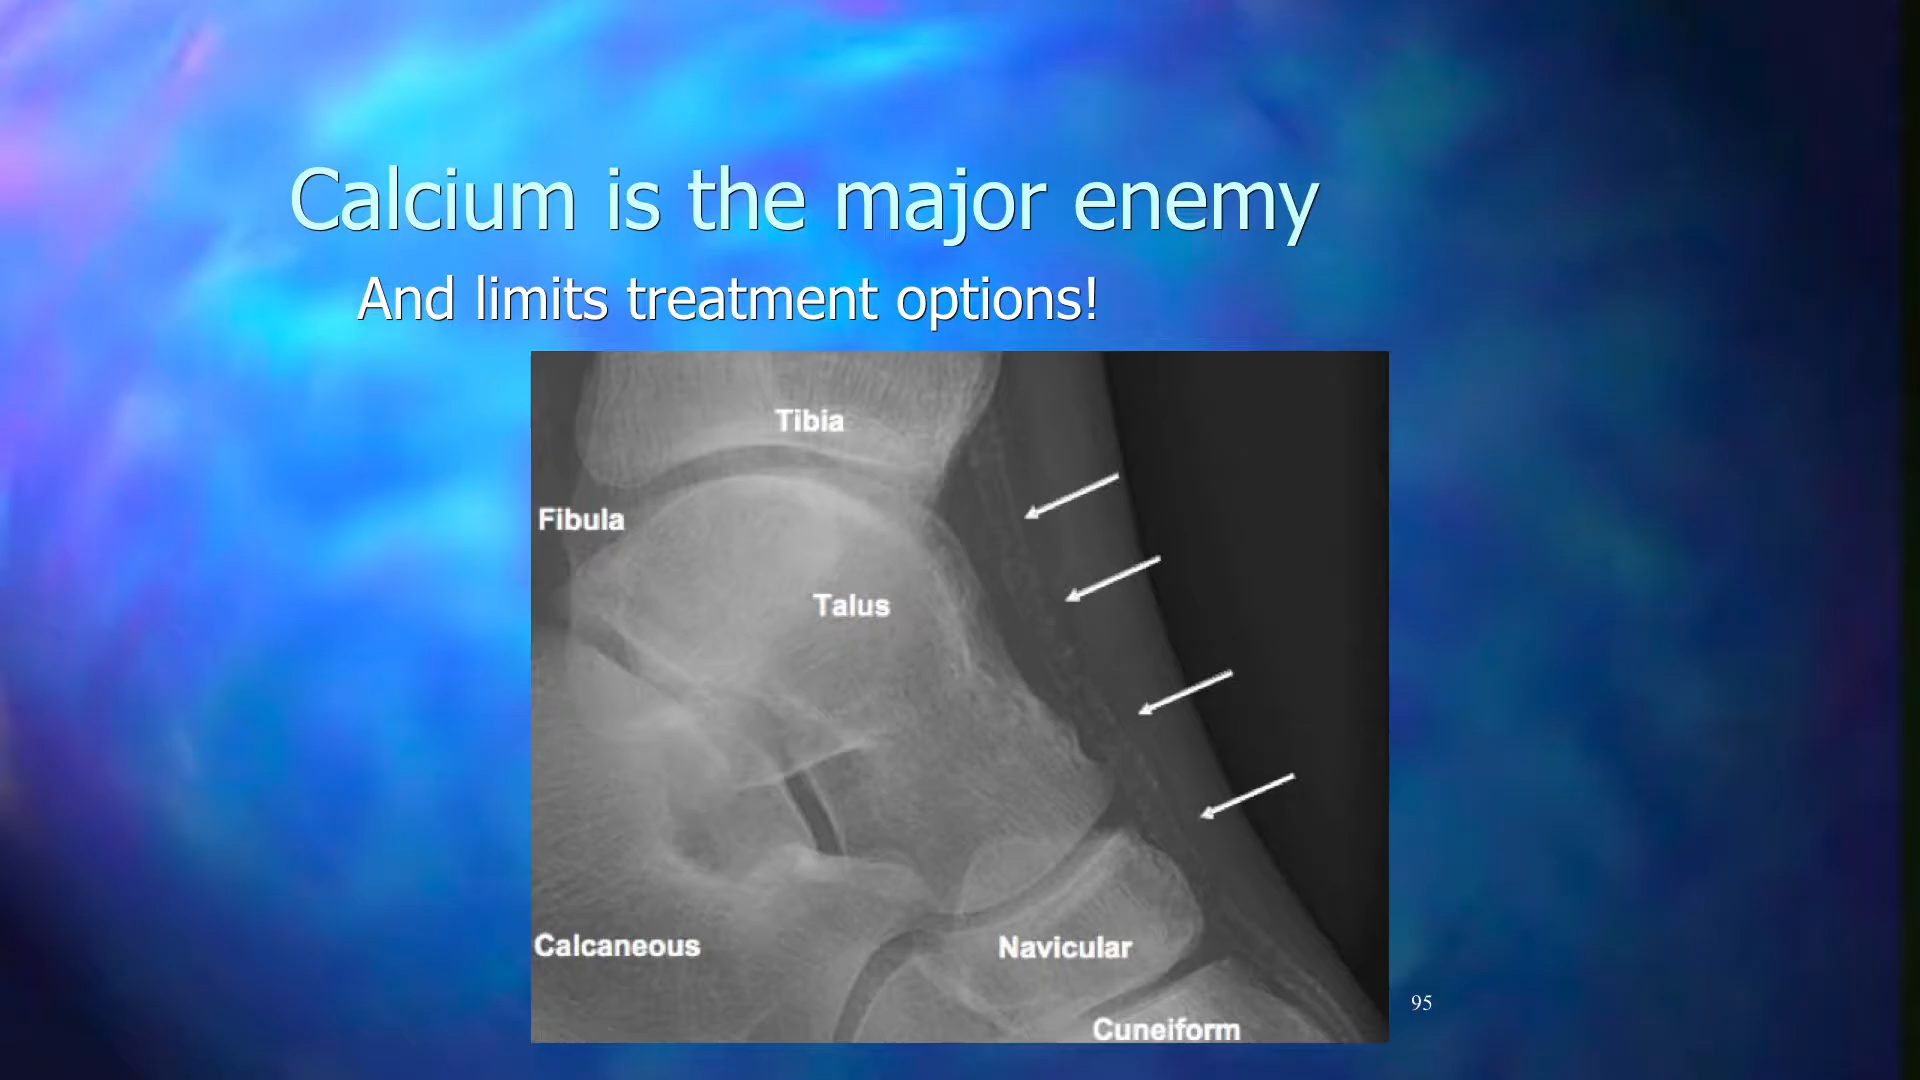 Calcium is the major enemy
And limits treatment options!
Tibia
Fibula
Talus
Calcaneous
Navicular
95
Cuneiform